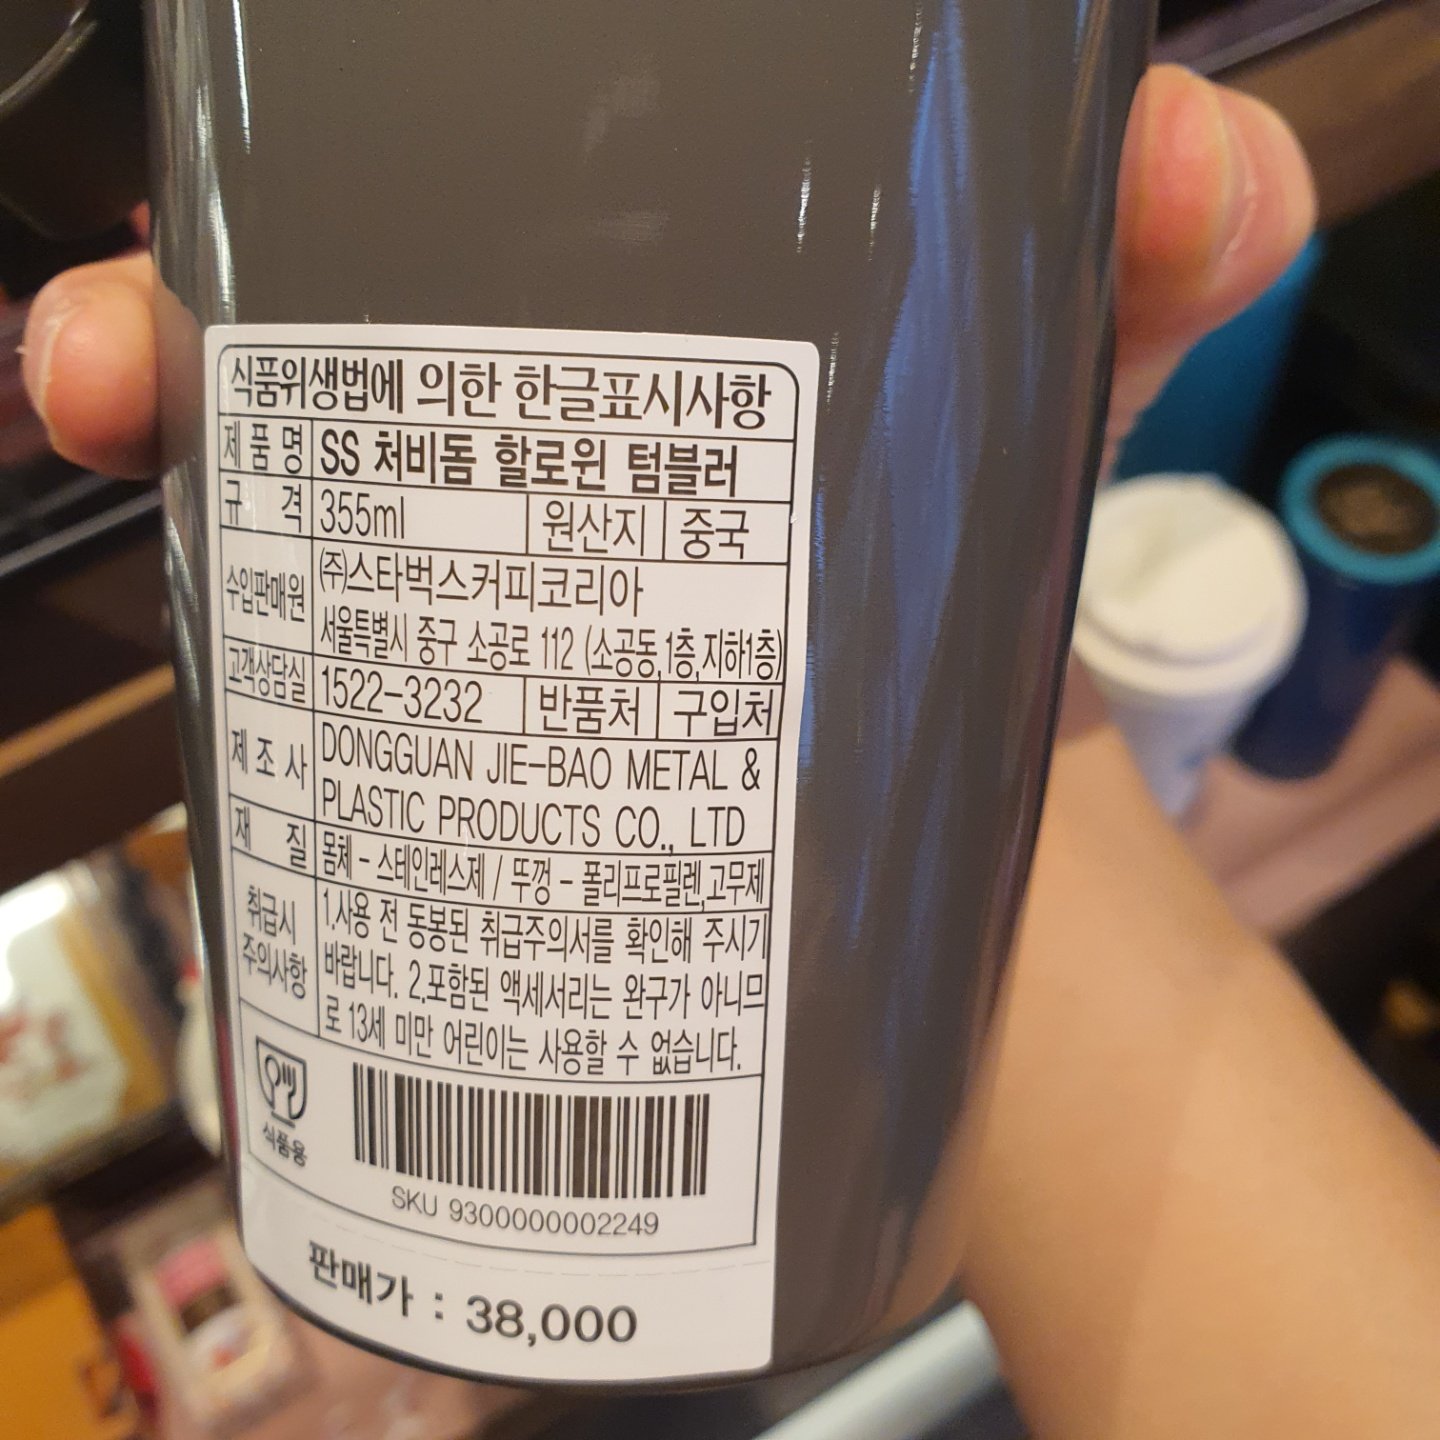 식품위생법에 의한 한글표시사항
제품명 SS 처비돔 할로윈 텀블러
규격 355ml 원산지 중국
수입판매원 ㈜스타벅스커피코리아
서울특별시 중구 소공로 112 (소공동,1층,지하1층)
고객상담실 1522-3232 반품처 구입처
제조사 DONGGUAN JIE-BAO METAL &
PLASTIC PRODUCTS CO., LTD
재질 몸체 - 스테인레스제 / 뚜껑 - 폴리프로필렌,고무제
취급시 주의사항 1.사용 전 동봉된 취급주의서를 확인해 주시기
바랍니다. 2.포함된 액세서리는 완구가 아니므
로 13세 미만 어린이는 사용할 수 없습니다.
식품용
SKU 9300000002249
판매가 : 38,000